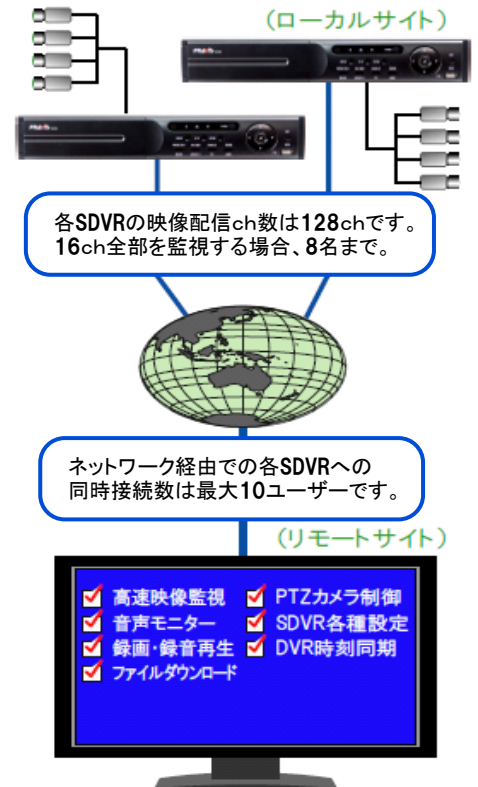 (ローカルサイト)
各SDVRの映像配信ch数は128chです。
16ch全部を監視する場合、8名まで。
ネットワーク経由での各SDVRへの
同時接続数は最大10ユーザーです。
(リモートサイト)
高速映像監視
音声モニター
録画・録音再生
ファイルダウンロード
PTZカメラ制御
SDVR各種設定
DVR時刻同期